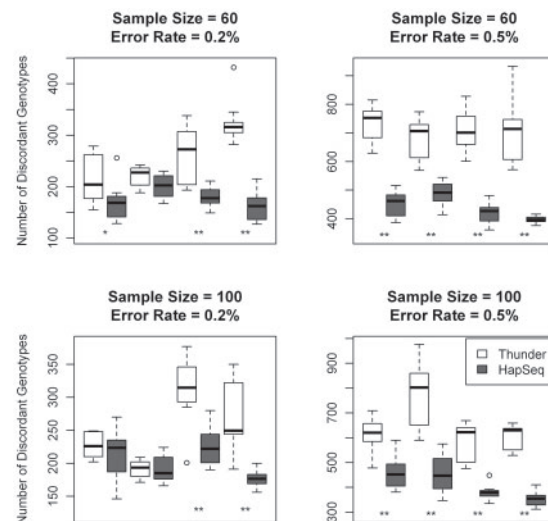 Sample Size = 60
Error Rate = 0.2%
Number of Discordant Genotypes
100
200
300
400
*
**
**
Sample Size = 60
Error Rate = 0.5%
400
600
800
**
**
**
**
Sample Size = 100
Error Rate = 0.2%
Number of Discordant Genotypes
150
250
350
**
**
Sample Size = 100
Error Rate = 0.5%
300
500
700
900
Thunder
HapSeq
**
**
**
**